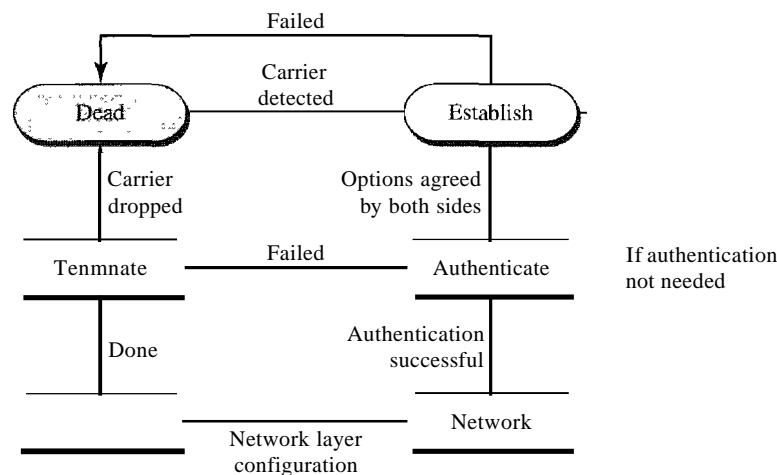 Failed
Carrier
detected
Dead
Establish
Carrier
dropped
Options agreed
by both sides
Tenmnate
Failed
Authenticate
If authentication
not needed
Done
Authentication
successful
Network
Network layer
configuration